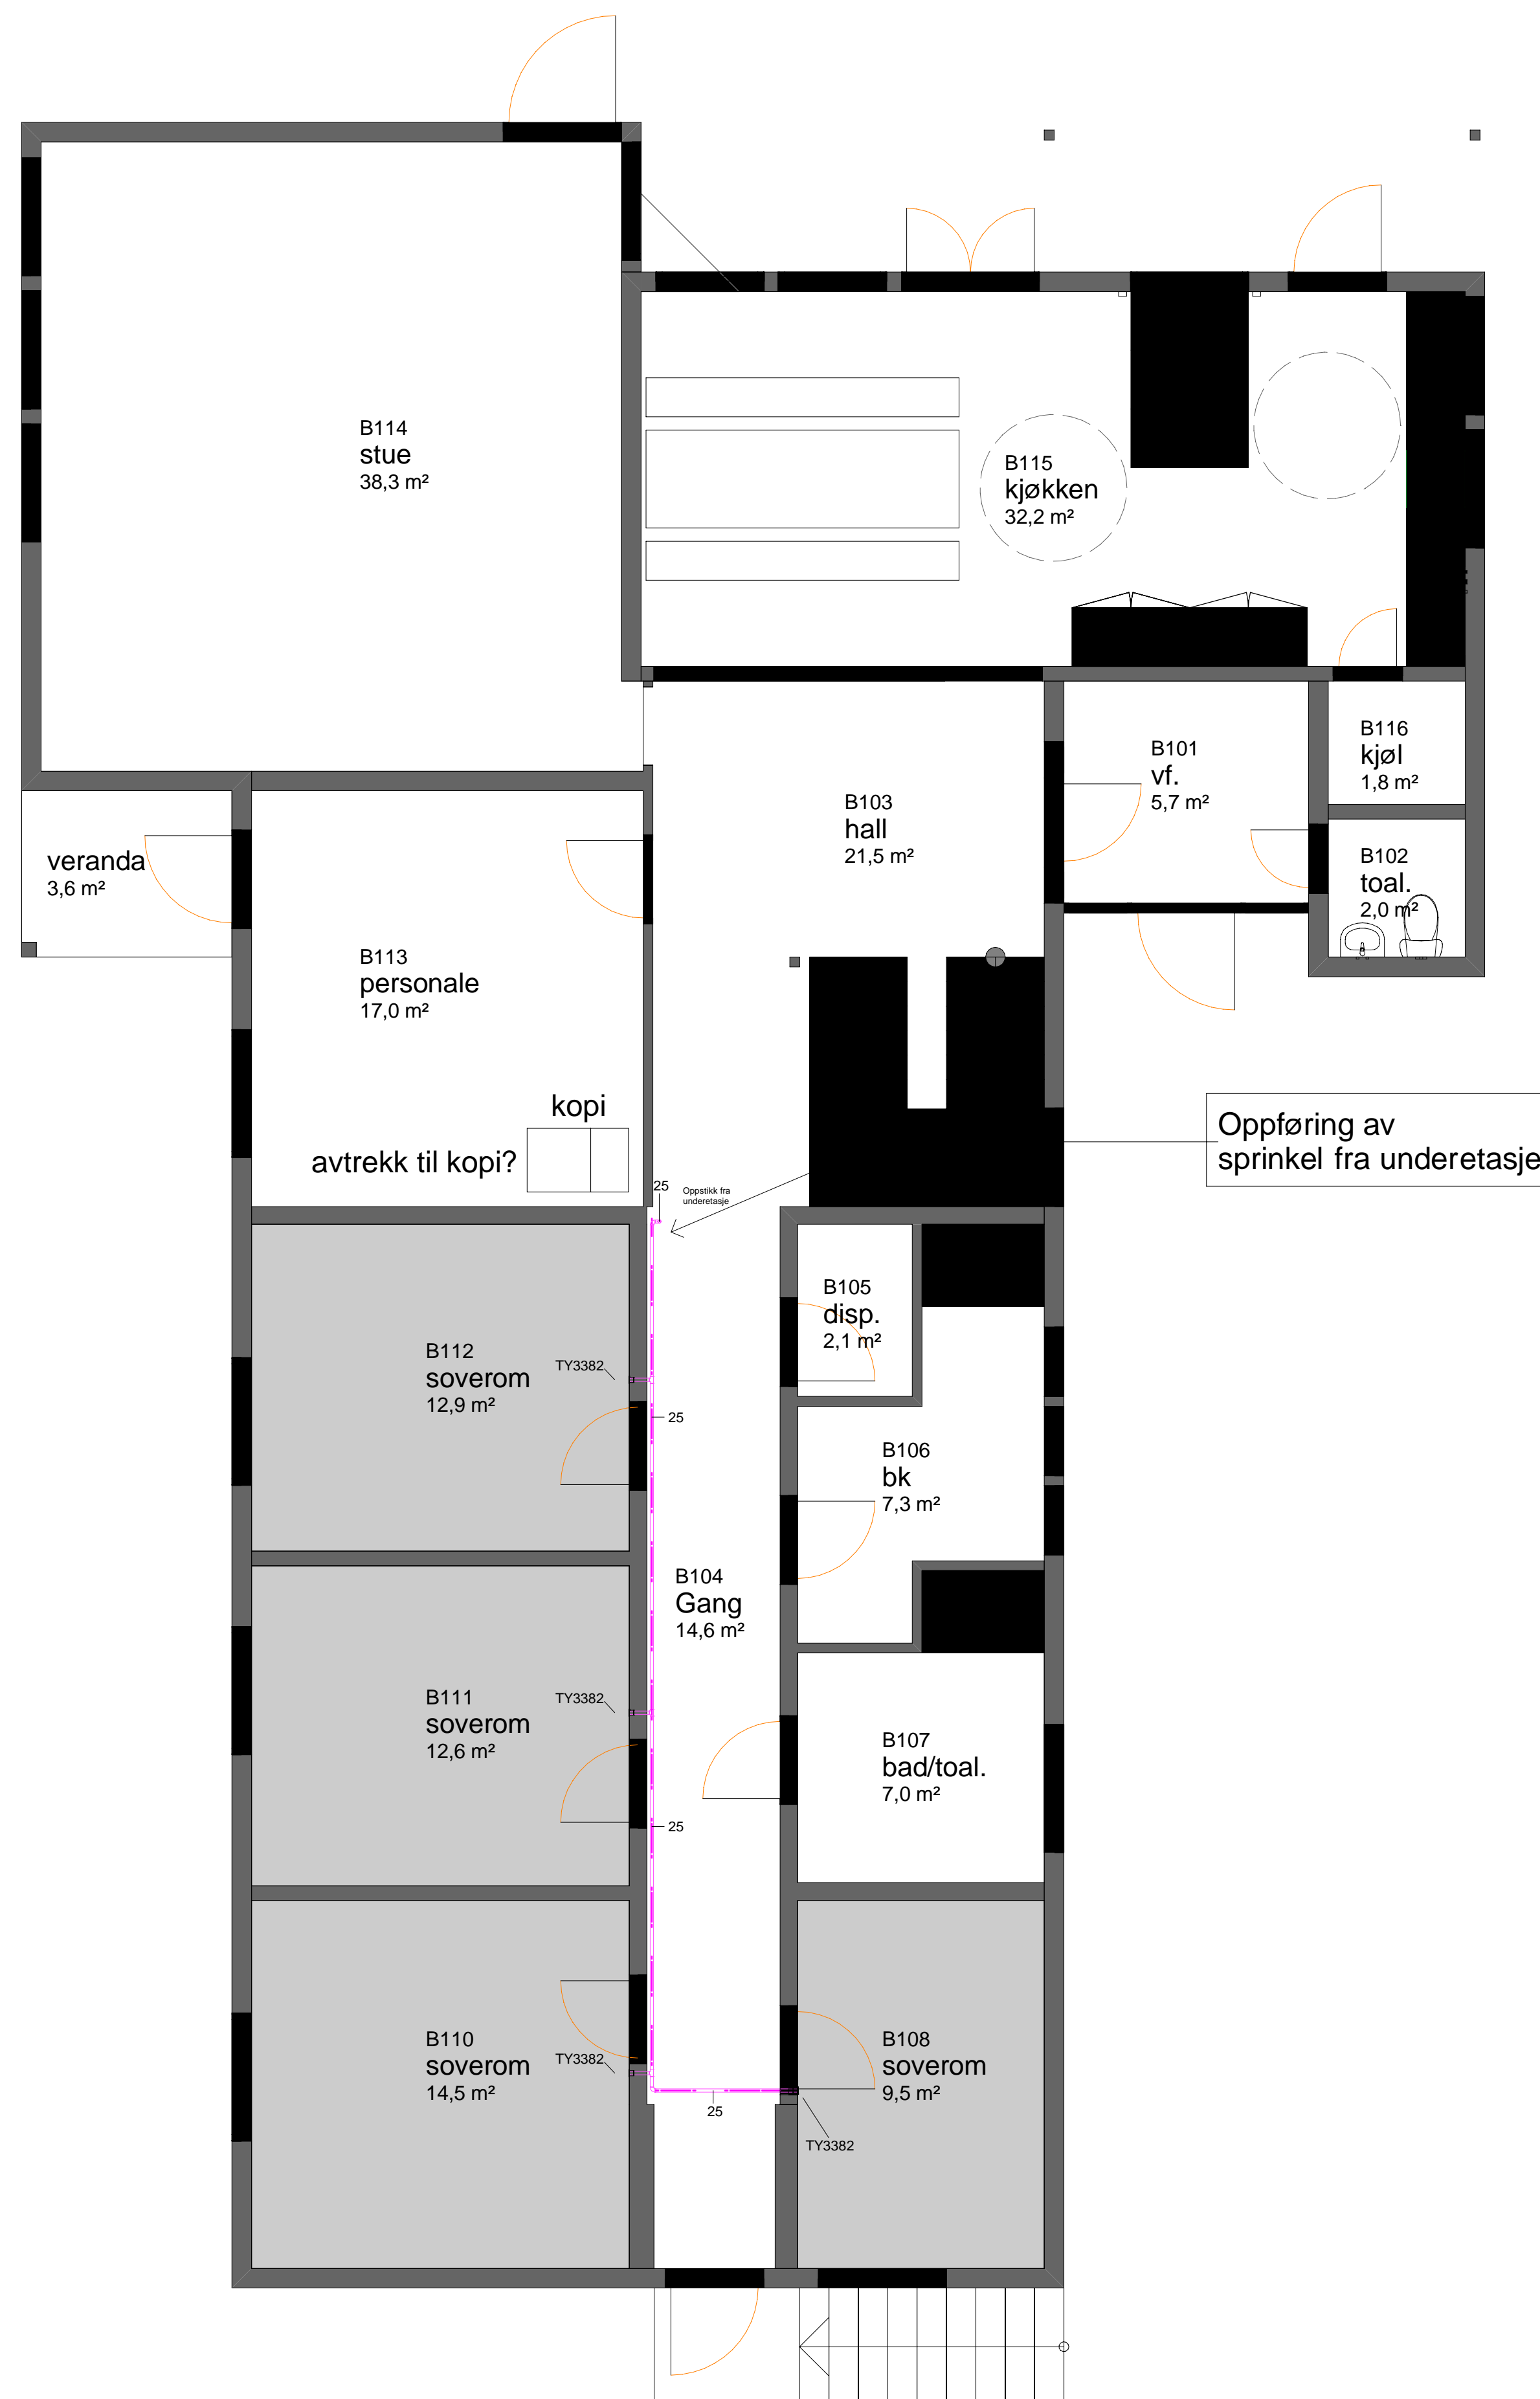 B114
stue
38,3 m²
B115
kjøkken
32,2 m²
B116
kjøl
1,8 m²
B101
vf.
5,7 m²
B103
hall
21,5 m²
veranda
3,6 m²
B102
toal.
2,0 m²
B113
personale
17,0 m²
kopi
avtrekk til kopi?
Oppføring av
sprinkel fra underetasje
25
Oppstikk fra
underetasje
B105
disp.
2,1 m²
B112
soverom
12,9 m²
TY3382
25
B106
bk
7,3 m²
B104
Gang
14,6 m²
B111
soverom
12,6 m²
TY3382
B107
bad/toal.
7,0 m²
25
B110
soverom
14,5 m²
TY3382
B108
soverom
9,5 m²
25
TY3382